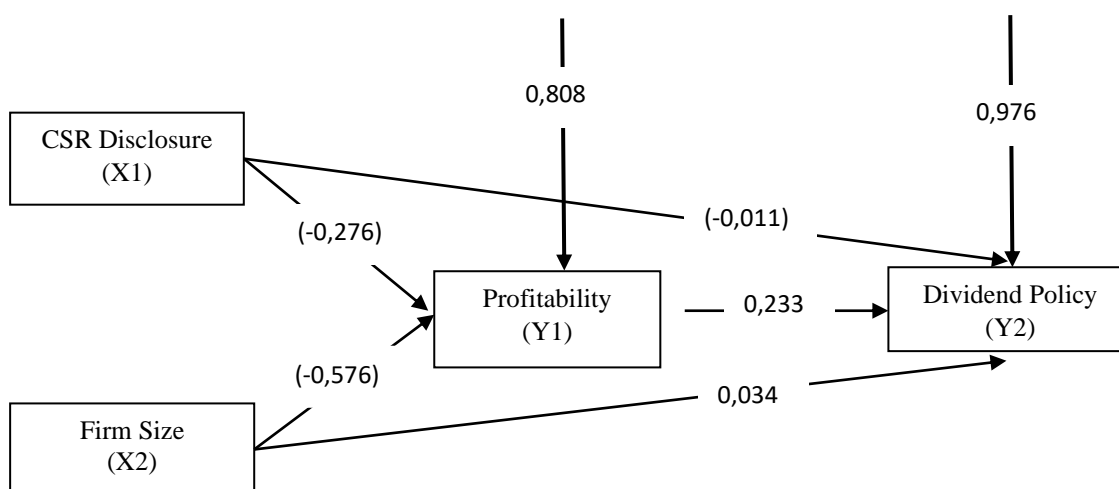 0,808
0,976
CSR Disclosure
(X1)
(-0,011)
(-0,276)
Profitability
(Y1)
0,233
Dividend Policy
(Y2)
(-0,576)
0,034
Firm Size
(X2)